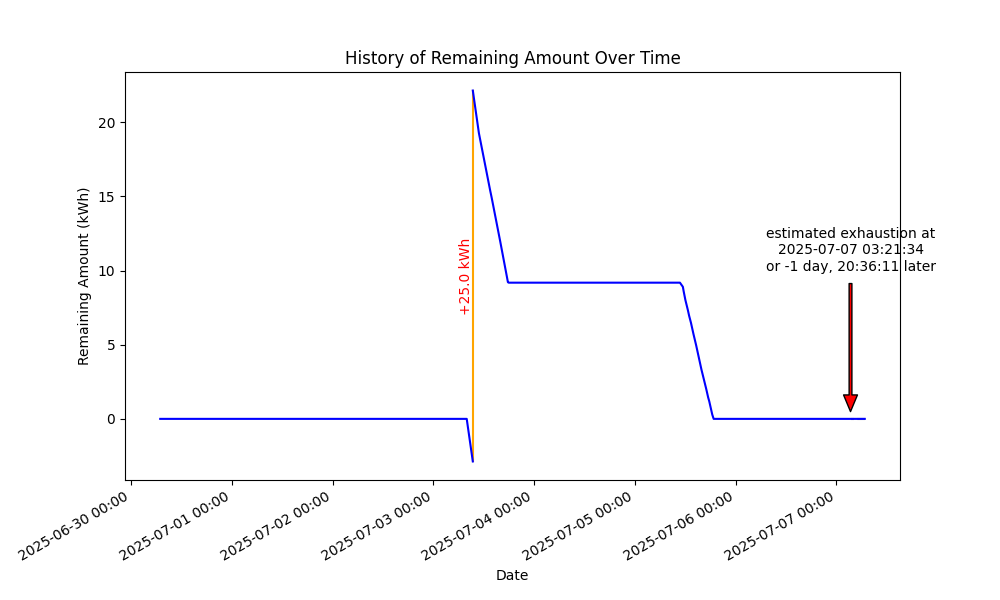 History of Remaining Amount Over Time
Remaining Amount (kWh)
20
15
10
5
0
+25.0 kWh
estimated exhaustion at
2025-07-07 03:21:34
or -1 day, 20:36:11 later
2025-06-30 00:00
2025-07-01 00:00
2025-07-02 00:00
2025-07-03 00:00
2025-07-04 00:00
2025-07-05 00:00
2025-07-06 00:00
2025-07-07 00:00
Date